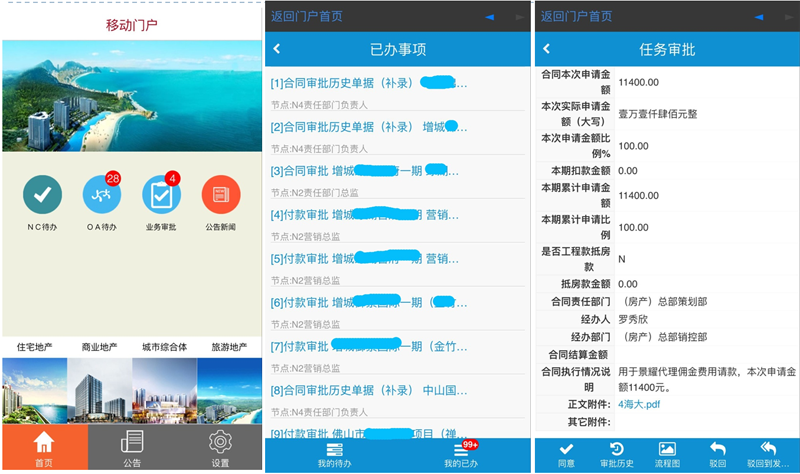 移动门户
28
4
NC待办
OA待办
业务审批
公告新闻
住宅地产
商业地产
城市综合体
旅游地产
首页
公告
设置
返回门户首页
已办事项
[1]合同审批历史单据（补录）
节点:N4责任部门负责人
[2]合同审批历史单据（补录） 增城
节点:N4责任部门负责人
[3]合同审批 增城 一期
节点:N2责任部门总监
[4]付款审批 增城 一期 营销…
节点:N2营销总监
[5]付款审批 增城 一期 营销…
节点:N2营销总监
[6]付款审批 增城 一期（
节点:N2营销总监
[7]付款审批 增城 一期（金竹…
节点:N2营销总监
[8]合同审批历史单据（补录） 中山国…
节点:N4责任部门负责人
[9]付款审批 佛山市 项目（禅…
我的待办
99+
我的已办
返回门户首页
任务审批
合同本次申请金额 11400.00
本次实际申请金额（大写） 壹万壹仟肆佰元整
本次申请金额比例% 100.00
本期扣款金额 0.00
本期累计申请金额 11400.00
本期累计申请比例 100.00
是否工程款抵房款 N
抵房款金额 0.00
合同责任部门 （房产）总部策划部
经办人 罗秀欣
经办部门 （房产）总部销控部
合同结算金额
合同执行情况说明 用于景耀代理佣金费用请款，本次申请金额11400元。
正文附件: 4海大.pdf
其它附件:
同意
审批历史
流程图
驳回
驳回到发…